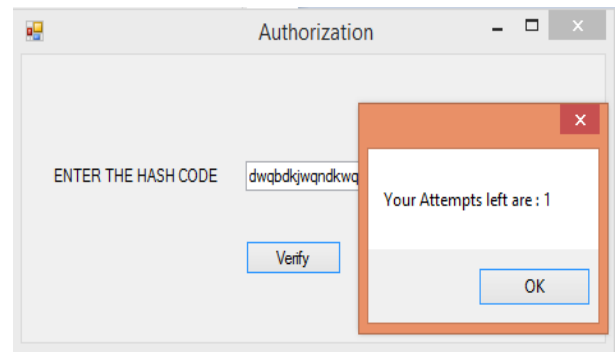 Authorization
ENTER THE HASH CODE
dwqbdkjwqndkwq
Verify
Your Attempts left are : 1
OK